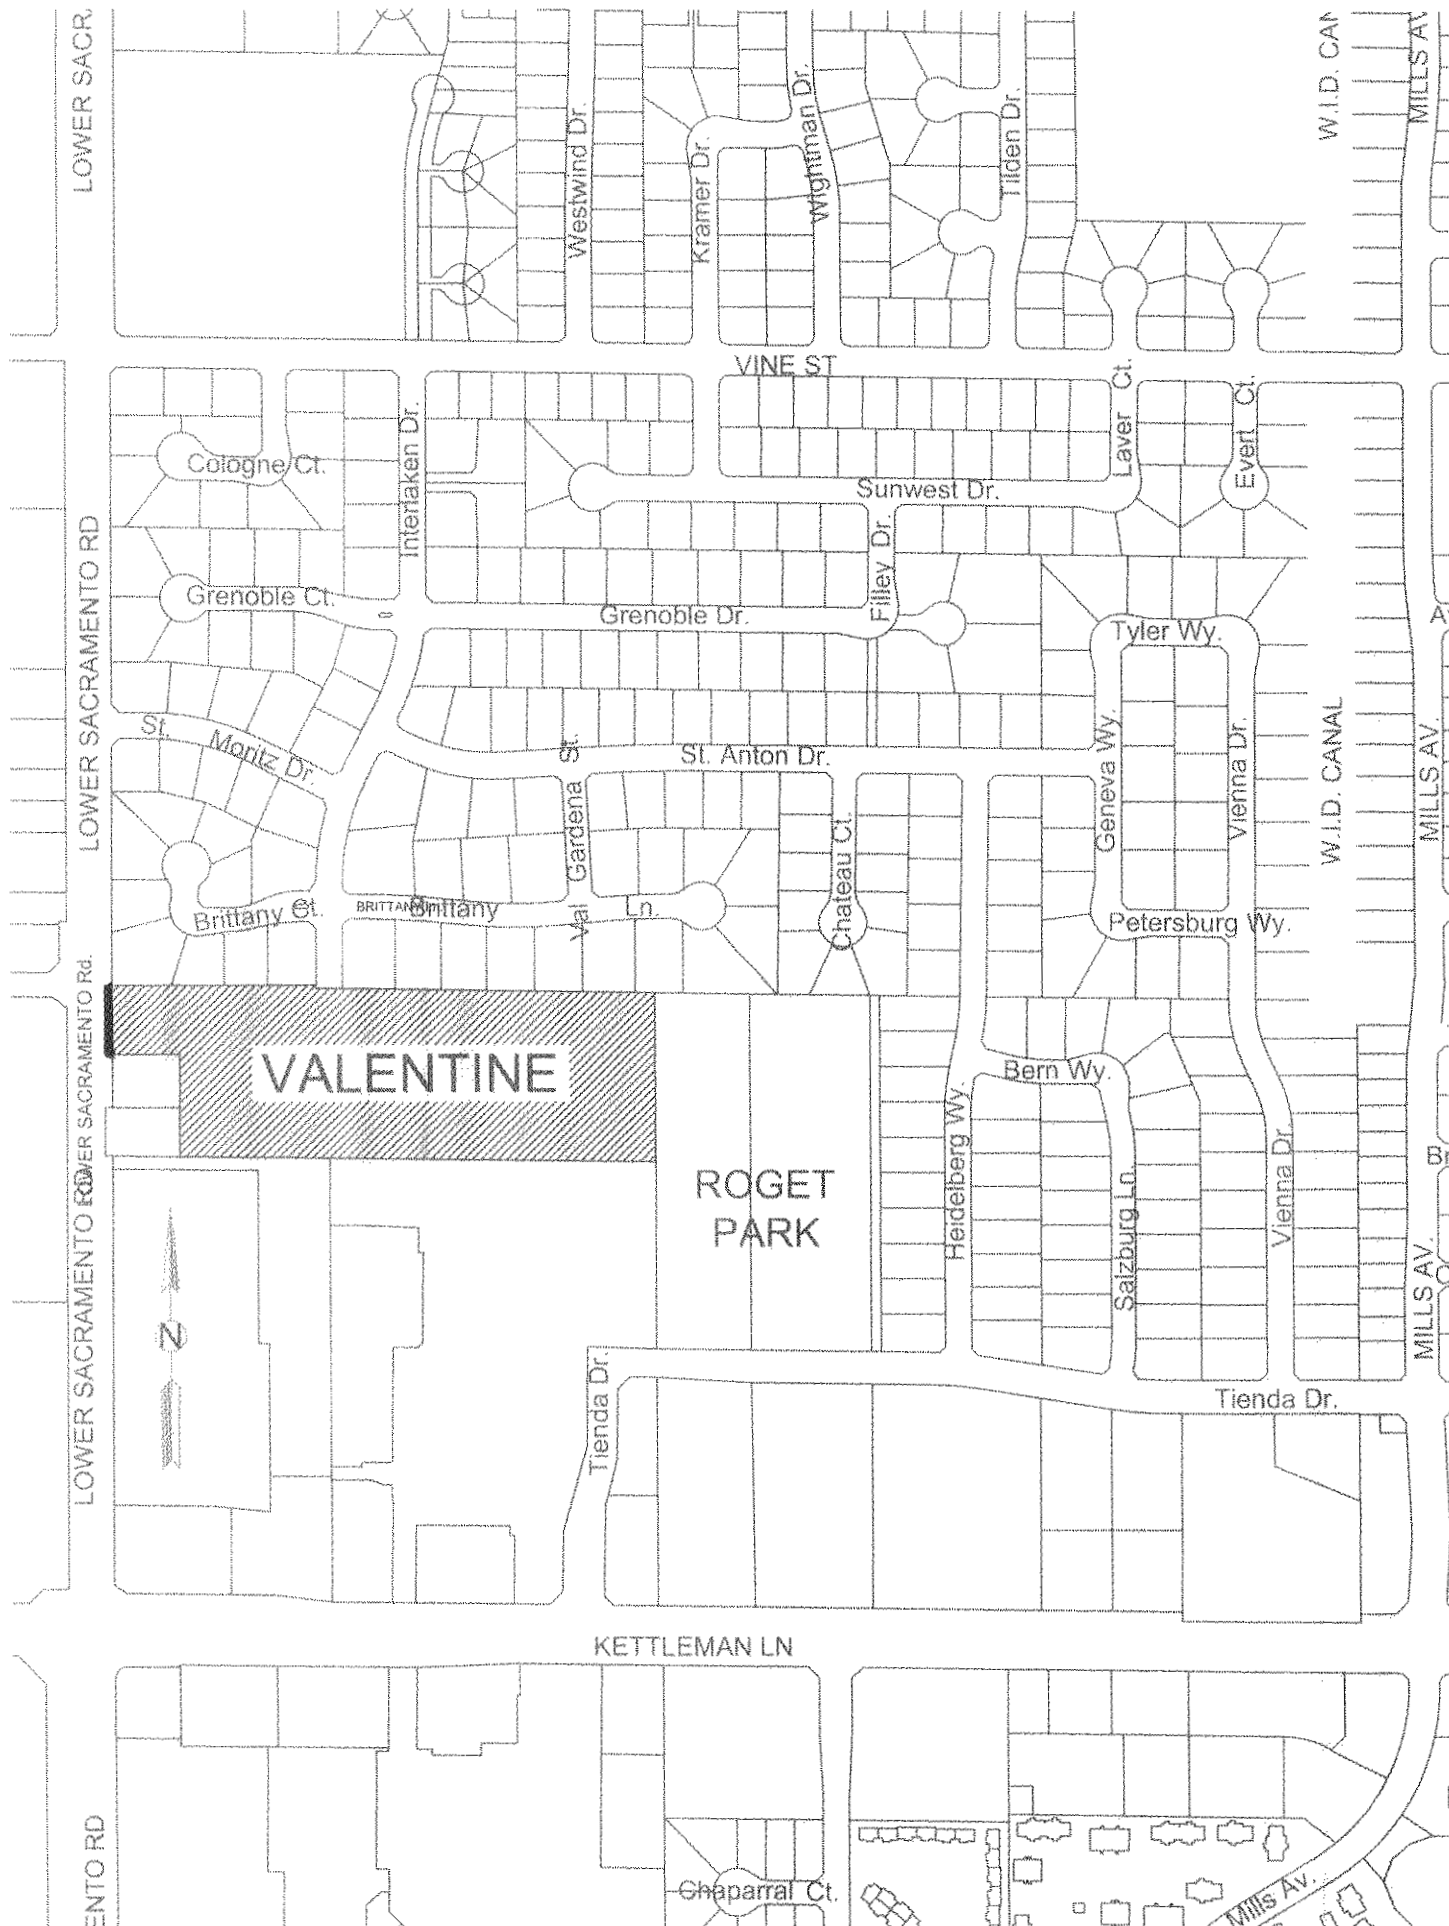 LOWER SACR
W.I.D. CAN
MILLS AV
Westwind Dr.
Kramer Dr.
Wightman Dr.
Tilden Dr.
VINE ST
Laver Ct.
Evert Ct.
Cologne Ct.
Interlaken Dr.
Sunwest Dr.
Filley Dr.
Grenoble Ct.
Grenoble Dr.
Tyler Wy.
LOWER SACRAMENTO RD
St. Moritz Dr.
St. Anton Dr.
Geneva Wy.
Vienna Dr.
W.I.D. CANAL
MILLS AV.
Val Gardena St.
Chateau Ct.
Brittany Ct.
Brittany Ln.
Petersburg Wy.
LOWER SACRAMENTO Rd.
VALENTINE
Bern Wy.
Heidelberg Wy.
Salzburg Ln.
Vienna Dr.
ROGET
PARK
LOWER SACRAMENTO RD
N
MILLS AV.
Tienda Dr.
Tienda Dr.
KETTLEMAN LN
ENTO RD
Chaparral Ct.
Mills Av.